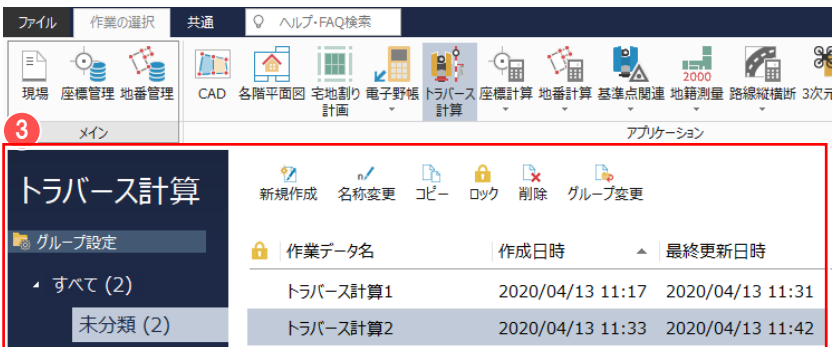 ファイル 作業の選択 共通 ヘルプ・FAQ検索
現場 座標管理 地番管理 CAD 各階平面図 宅地割り 電子野帳 トラバース 座標計算 地番計算 基準点関連 地籍測量 路線縦横断 3次元
計画 計算 2000
メイン アプリケーション
3
トラバース計算
新規作成 名称変更 コピー ロック 削除 グループ変更
グループ設定
作業データ名 作成日時 最終更新日時
すべて (2)
トラバース計算1 2020/04/13 11:17 2020/04/13 11:31
未分類 (2)
トラバース計算2 2020/04/13 11:33 2020/04/13 11:42